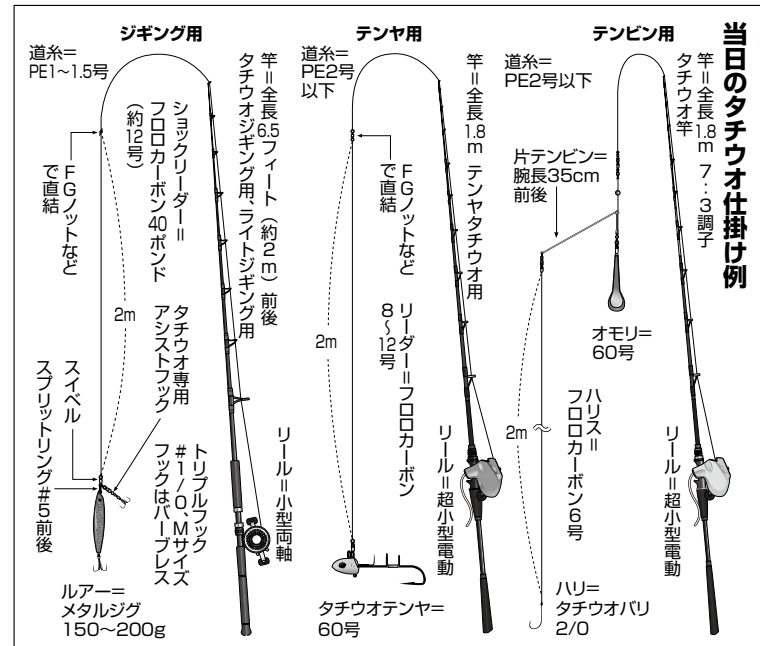 当日のタチウオ仕掛け例
テンビン用
竿=全長1.8m 7:3調子
タチウオ竿
道糸=
PE2号以下
片テンビン=
腕長35cm
前後
オモリ=
60号
2m
ハリス=
フロロカーボン6号
リール=超小型電動
ハリ=
タチウオバリ
2/0
テンヤ用
道糸=
PE2号
以下
竿=全長1.8m テンヤタチウオ用
FGノットなど
で直結
リーダー=フロロカーボン
8~12号
2m
リール=超小型電動
タチウオテンヤ=
60号
ジギング用
道糸=
PE1~1.5号
竿=全長6.5フィート(約2m)前後
タチウオジギング用、ライトジギング用
ショックリーダー=
フロロカーボン40ポンド
(約12号)
FGノットなど
で直結
2m
タチウオ専用
アシストフック
スイベル
スプリットリング#5前後
トリプルフック
#1/0、Mサイズ
フックはバーブレス
リール=小型両軸
ルアー=
メタルジグ
150~200g